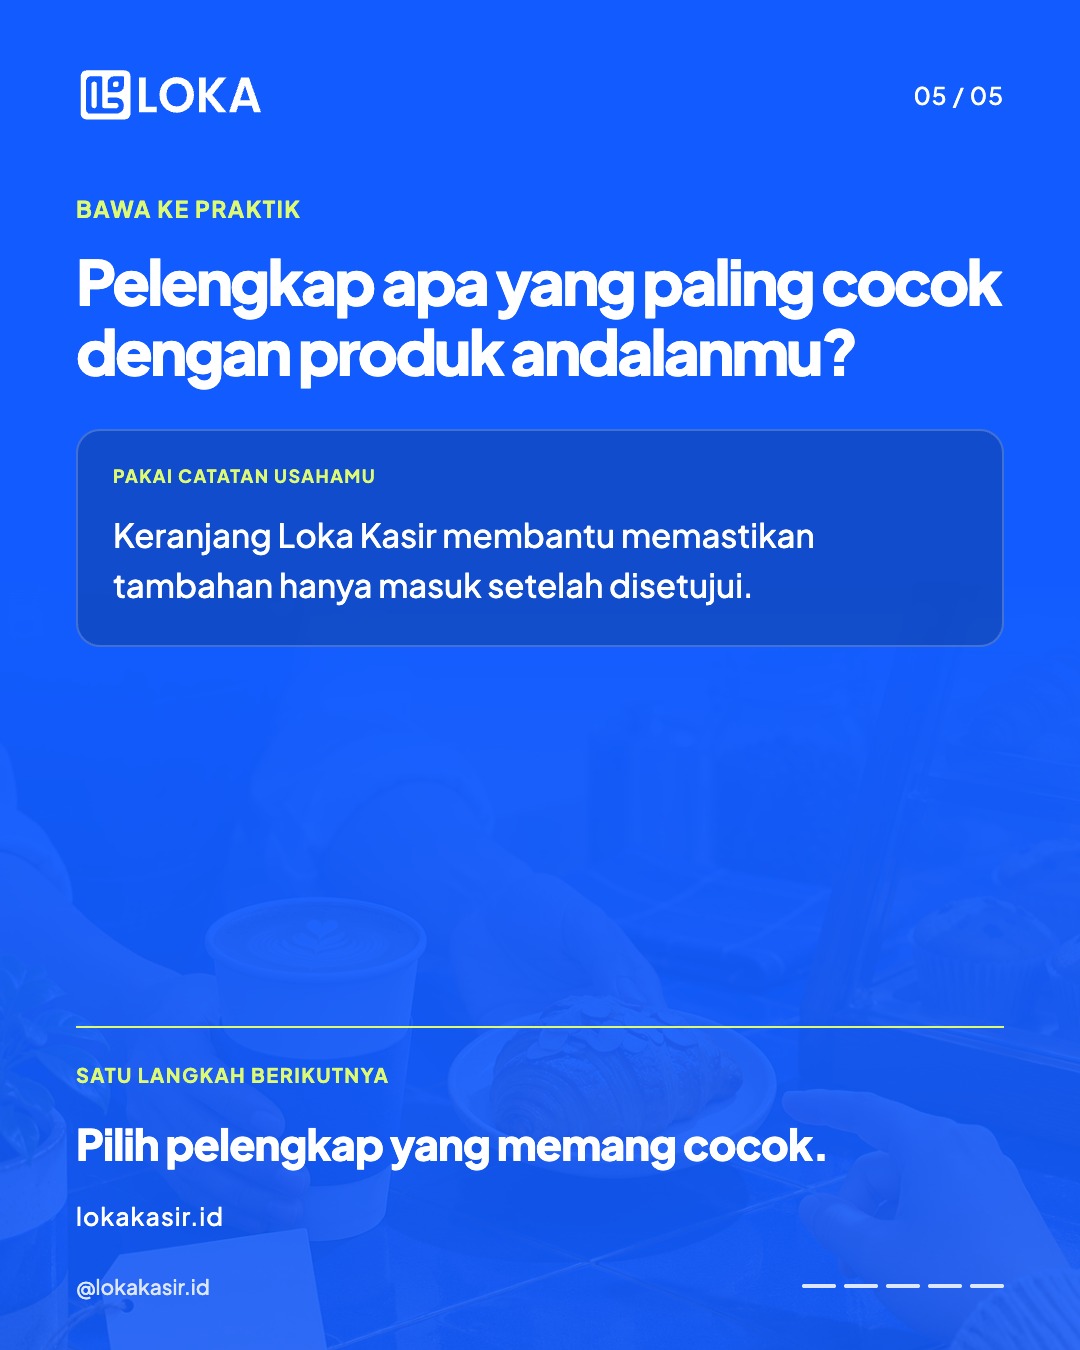 LOKA
05 / 05
BAWA KE PRAKTIK
Pelengkap apa yang paling cocok
dengan produk andalanmu?
PAKAI CATATAN USAHAMU
Keranjang Loka Kasir membantu memastikan
tambahan hanya masuk setelah disetujui.
SATU LANGKAH BERIKUTNYA
Pilih pelengkap yang memang cocok.
lokakasir.id
@lokakasir.id